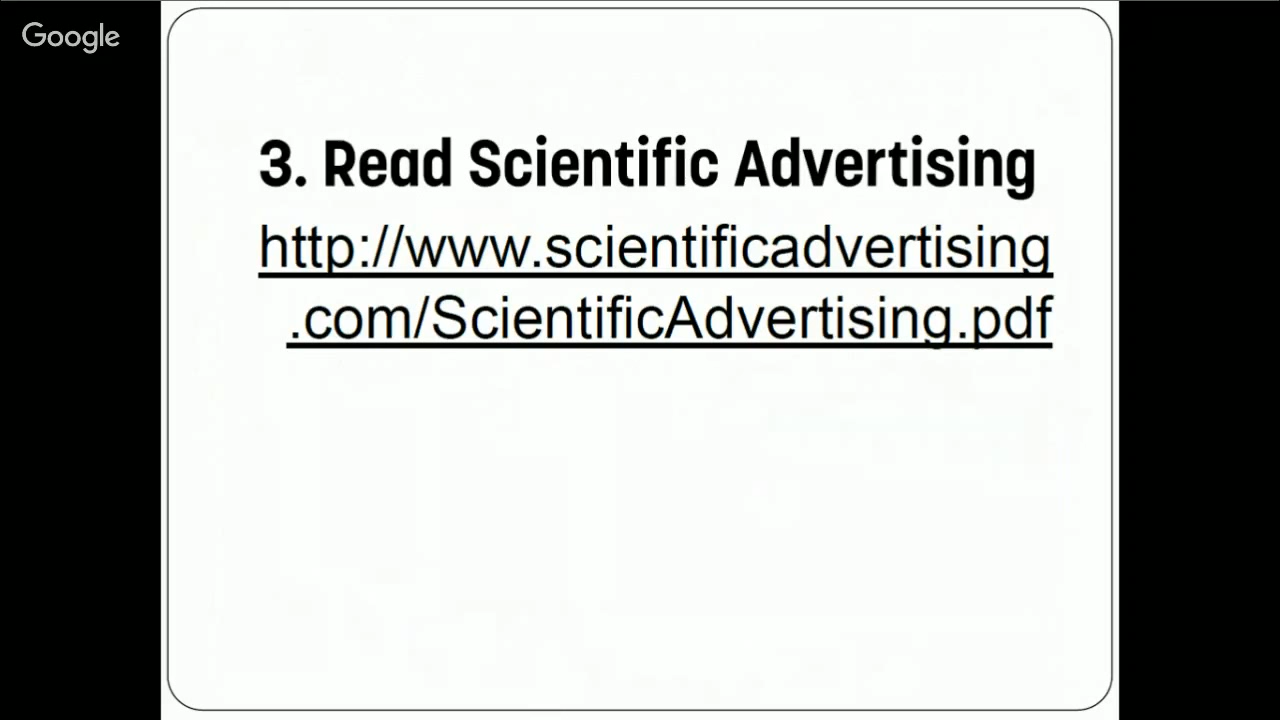 Google
3. Read Scientific Advertising
http://www.scientificadvertising
.com/ScientificAdvertising.pdf